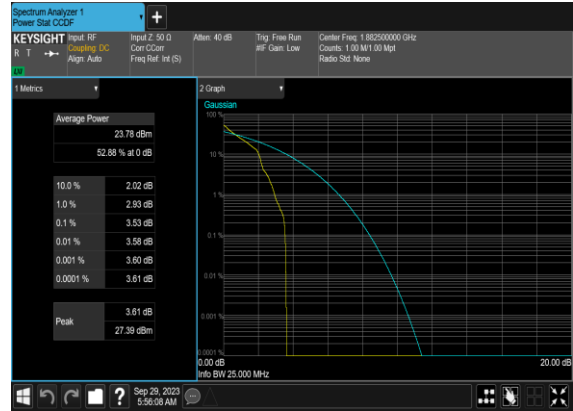 Spectrum Analyzer 1
Power Stat CCDF
KEYSIGHT
R T
LXI
Input: RF
Coupling: DC
Align: Auto
Input Z: 50 Ω
Corr CCorr
Freq Ref: Int (S)
Atten: 40 dB
Trig: Free Run
#IF Gain: Low
Center Freq: 1.882500000 GHz
Counts: 1.00 M/1.00 Mpt
Radio Std: None
1 Metrics
Average Power
23.78 dBm
52.88 % at 0 dB
10.0 % 2.02 dB
1.0 % 2.93 dB
0.1 % 3.53 dB
0.01 % 3.58 dB
0.001 % 3.60 dB
0.0001 % 3.61 dB
Peak 3.61 dB
27.39 dBm
2 Graph
Gaussian
100 %
10 %
1 %
0.1 %
0.01 %
0.001 %
0.0001 %
0.00 dB
20.00 dB
Info BW 25.000 MHz
?
Sep 29, 2023
5:56:08 AM